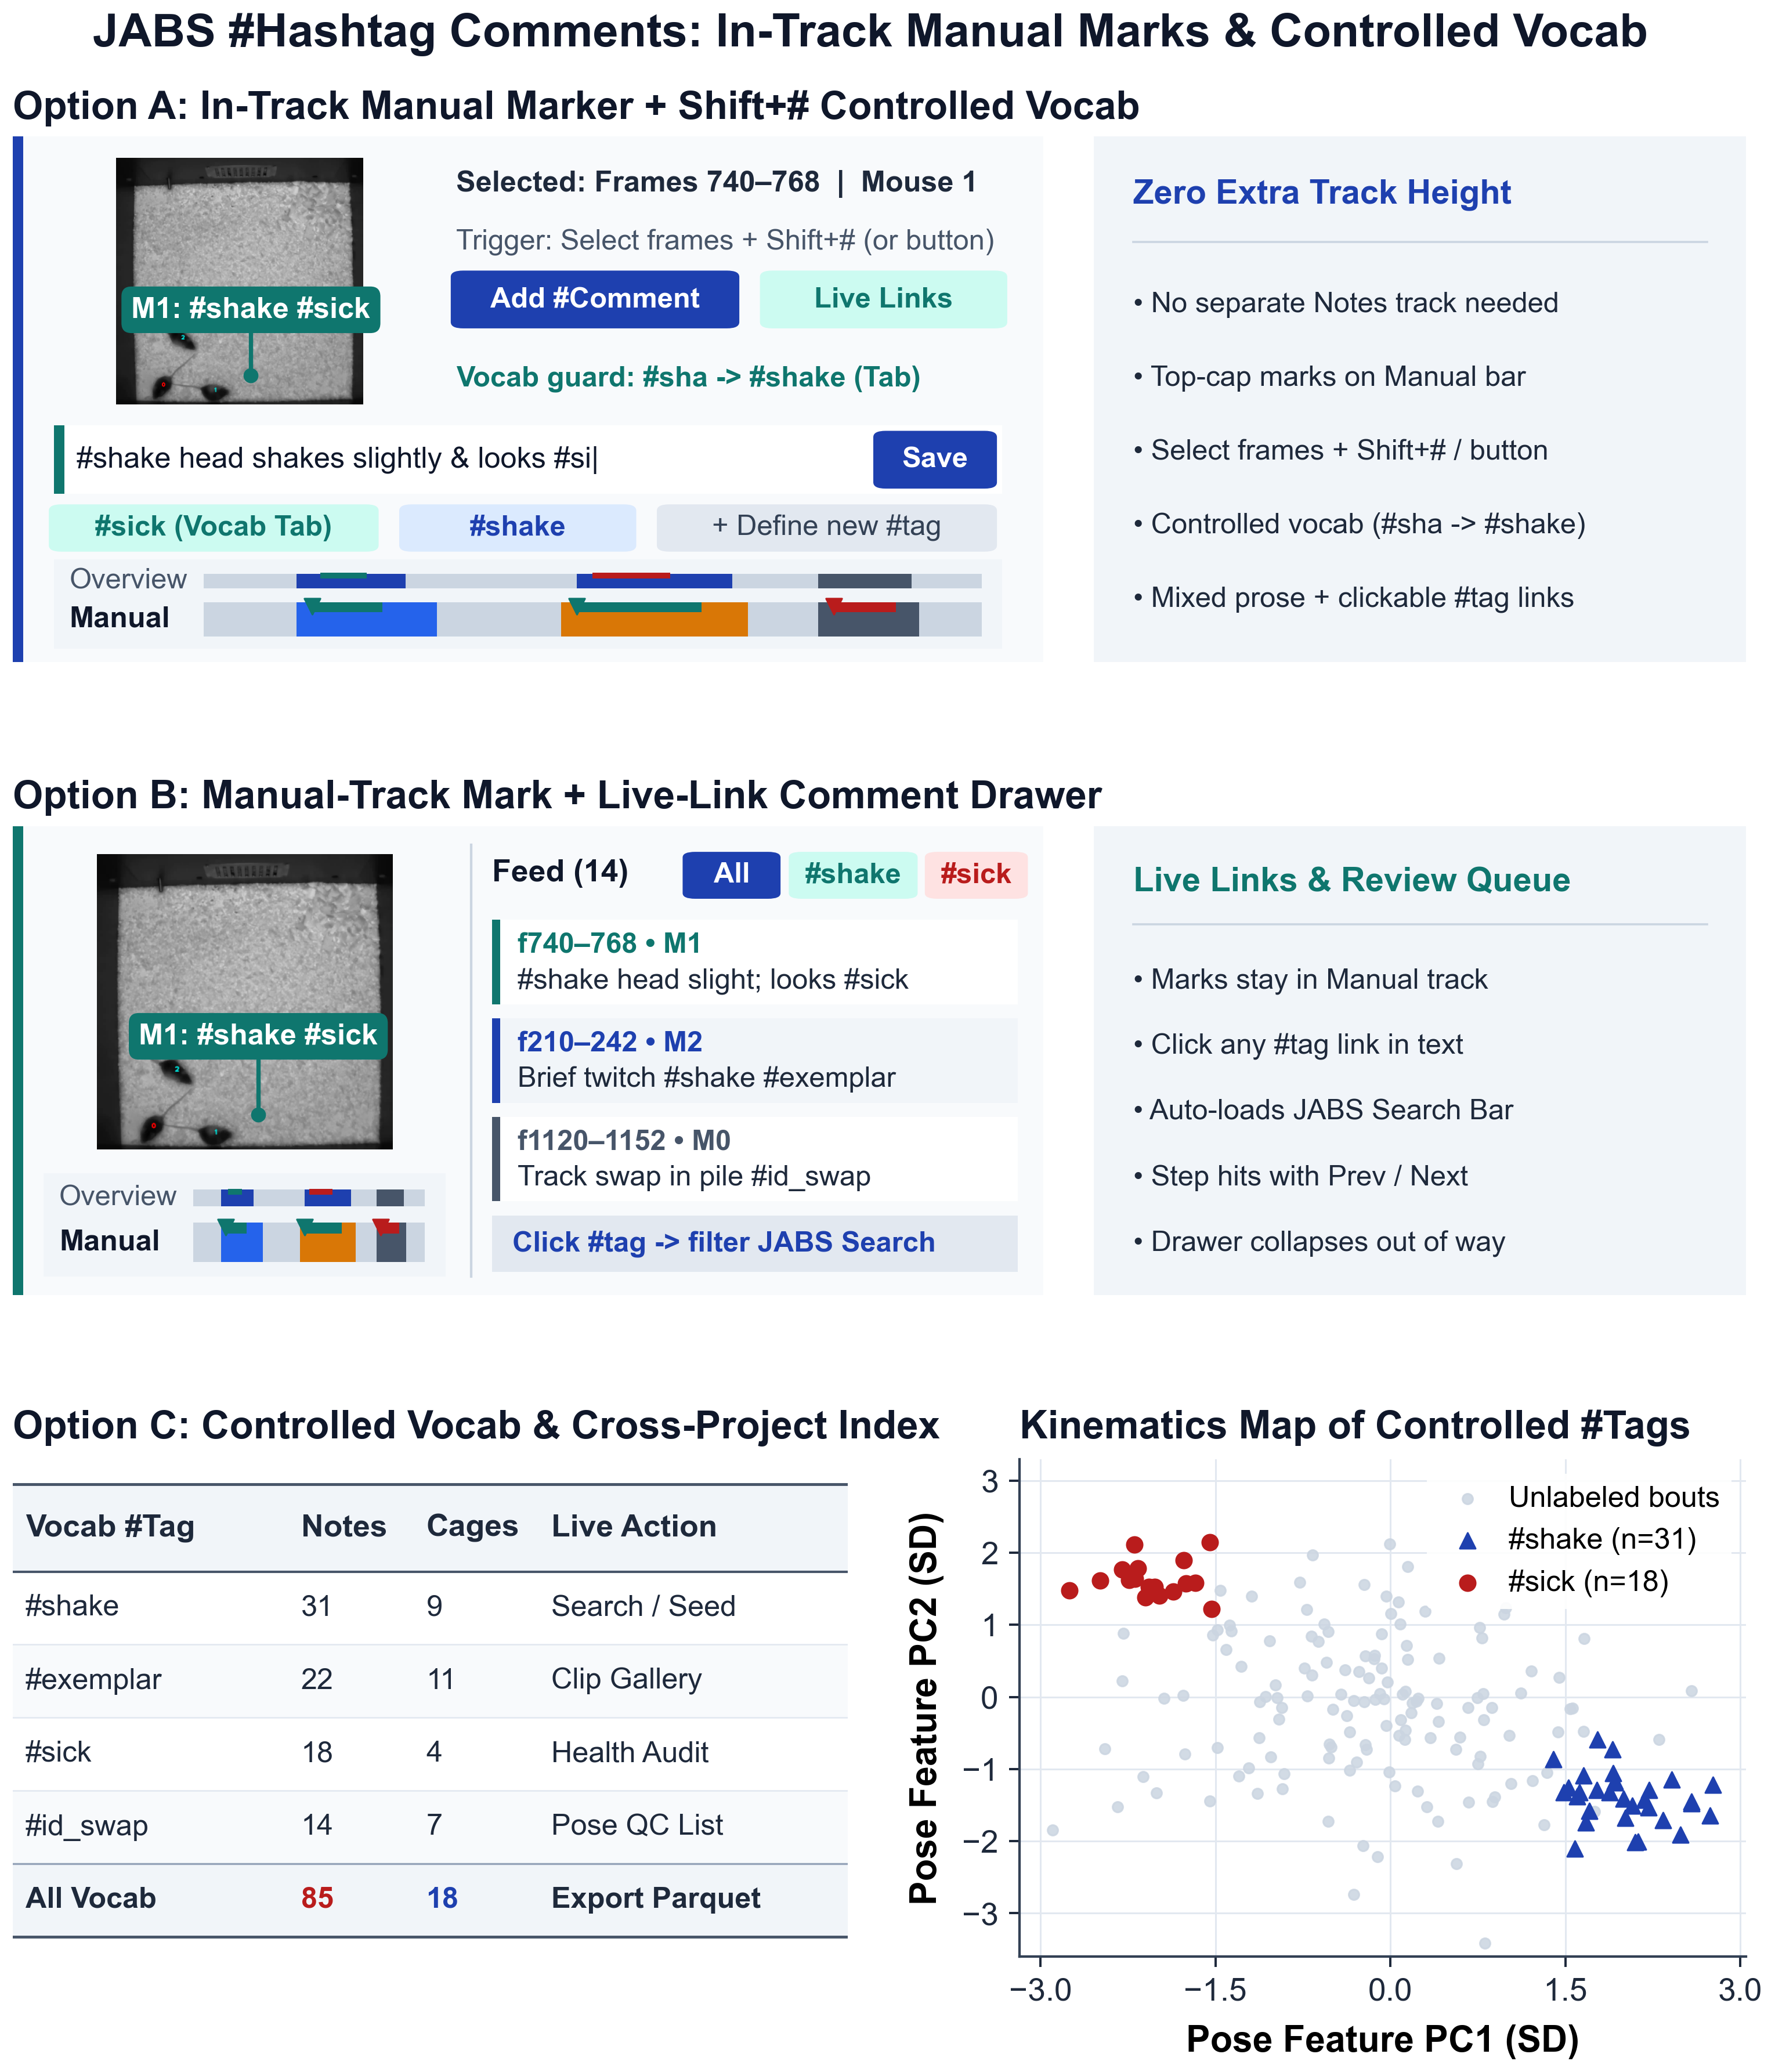 JABS #Hashtag Comments: In-Track Manual Marks & Controlled Vocab
Option A: In-Track Manual Marker + Shift+# Controlled Vocab
M1: #shake #sick
2
0
1
Selected: Frames 740–768 | Mouse 1
Trigger: Select frames + Shift+# (or button)
Add #Comment
Live Links
Vocab guard: #sha -> #shake (Tab)
#shake head shakes slightly & looks #si|
Save
#sick (Vocab Tab)
#shake
+ Define new #tag
Overview
Manual
Zero Extra Track Height
• No separate Notes track needed
• Top-cap marks on Manual bar
• Select frames + Shift+# / button
• Controlled vocab (#sha -> #shake)
• Mixed prose + clickable #tag links
Option B: Manual-Track Mark + Live-Link Comment Drawer
M1: #shake #sick
2
0
1
Overview
Manual
Feed (14)
All
#shake
#sick
f740–768 • M1
#shake head slight; looks #sick
f210–242 • M2
Brief twitch #shake #exemplar
f1120–1152 • M0
Track swap in pile #id_swap
Click #tag -> filter JABS Search
Live Links & Review Queue
• Marks stay in Manual track
• Click any #tag link in text
• Auto-loads JABS Search Bar
• Step hits with Prev / Next
• Drawer collapses out of way
Option C: Controlled Vocab & Cross-Project Index
Vocab #Tag Notes Cages Live Action
#shake 31 9 Search / Seed
#exemplar 22 11 Clip Gallery
#sick 18 4 Health Audit
#id_swap 14 7 Pose QC List
All Vocab 85 18 Export Parquet
Kinematics Map of Controlled #Tags
Unlabeled bouts
#shake (n=31)
#sick (n=18)
Pose Feature PC2 (SD)
3
2
1
0
−1
−2
−3
−3.0 −1.5 0.0 1.5 3.0
Pose Feature PC1 (SD)